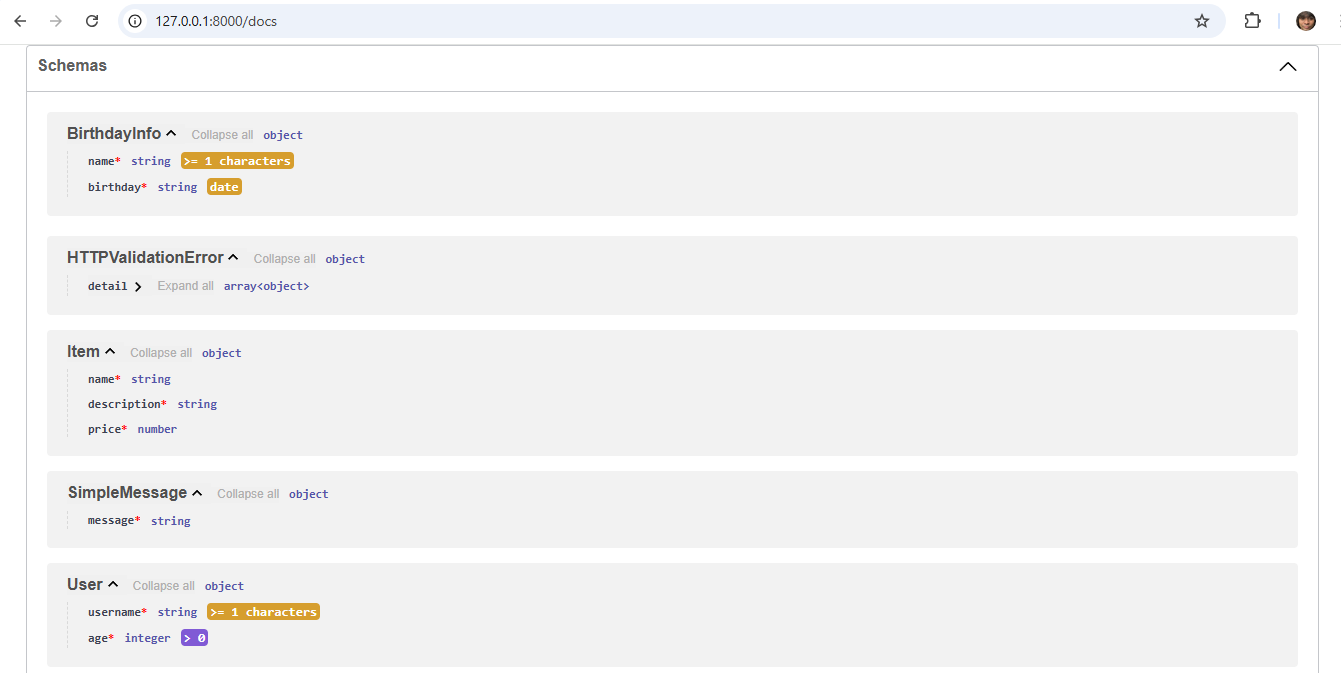 127.0.0.1:8000/docs
Schemas
BirthdayInfo Collapse all object
name* string >= 1 characters
birthday* string date
HTTPValidationError Collapse all object
detail Expand all array<object>
Item Collapse all object
name* string
description* string
price* number
SimpleMessage Collapse all object
message* string
User Collapse all object
username* string >= 1 characters
age* integer > 0